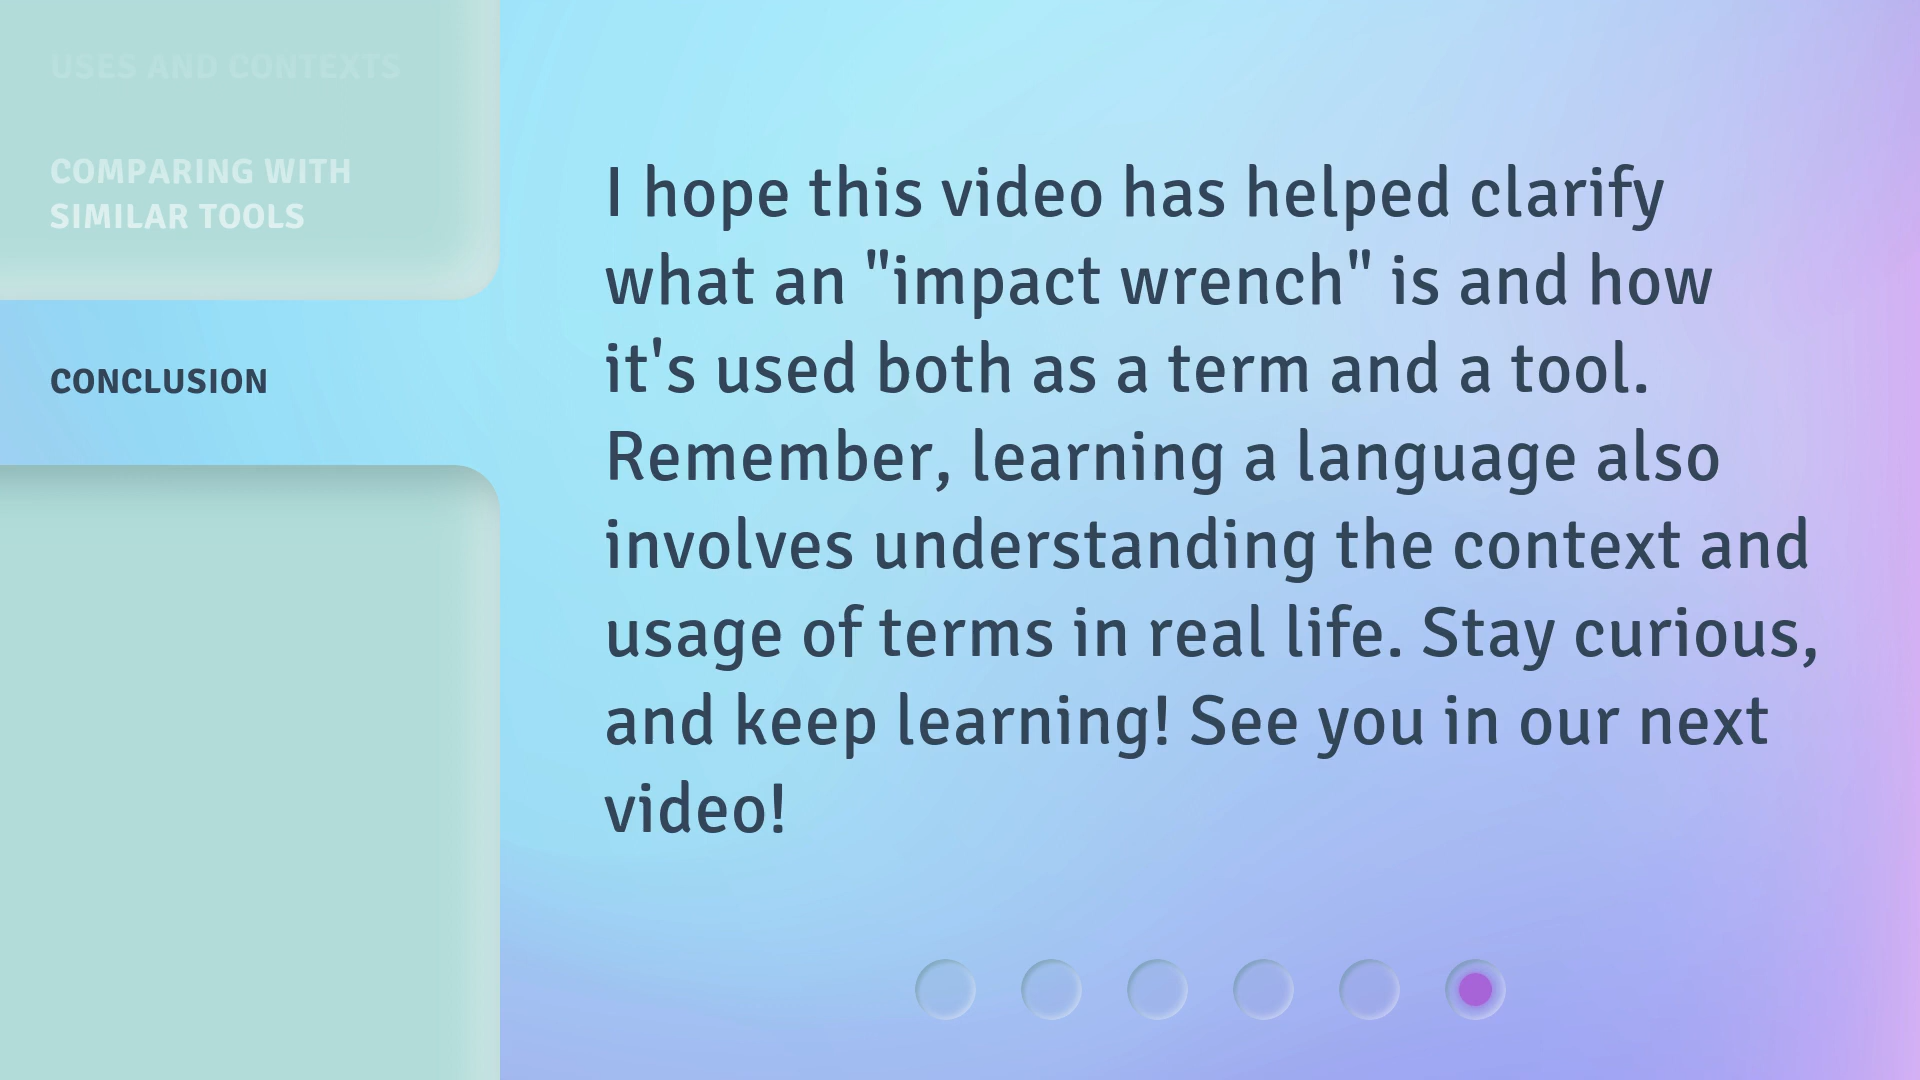 USES AND CONTEXTS
COMPARING WITH
SIMILAR TOOLS
CONCLUSION
I hope this video has helped clarify
what an "impact wrench" is and how
it's used both as a term and a tool.
Remember, learning a language also
involves understanding the context and
usage of terms in real life. Stay curious,
and keep learning! See you in our next
video!